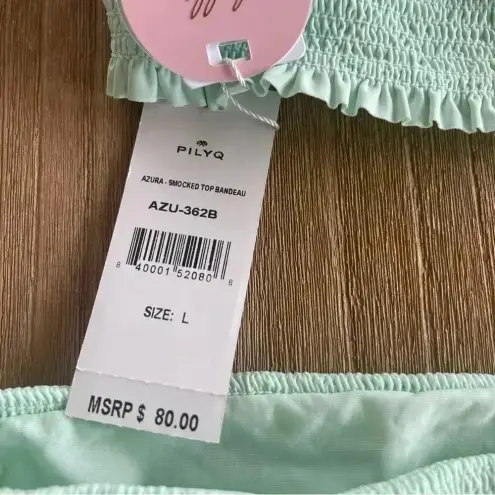 PILYQ
AZURA - SMOCKED TOP BANDEAU
AZU-362B
8 40001 52080 8
SIZE: L
MSRP $ 80.00